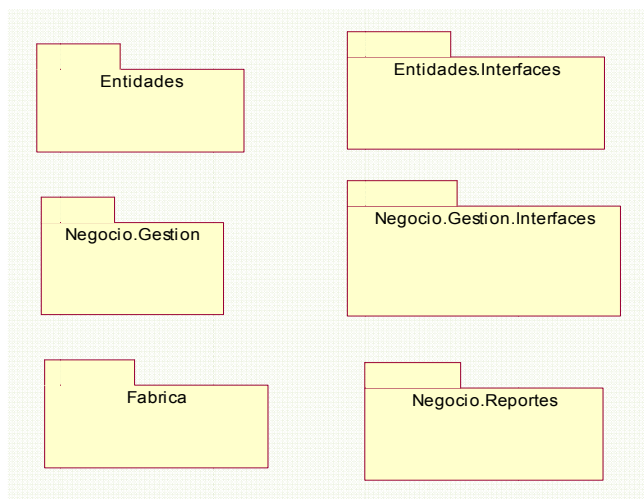 Entidades
Entidades.Interfaces
Negocio.Gestion
Negocio.Gestion.Interfaces
Fabrica
Negocio.Reportes